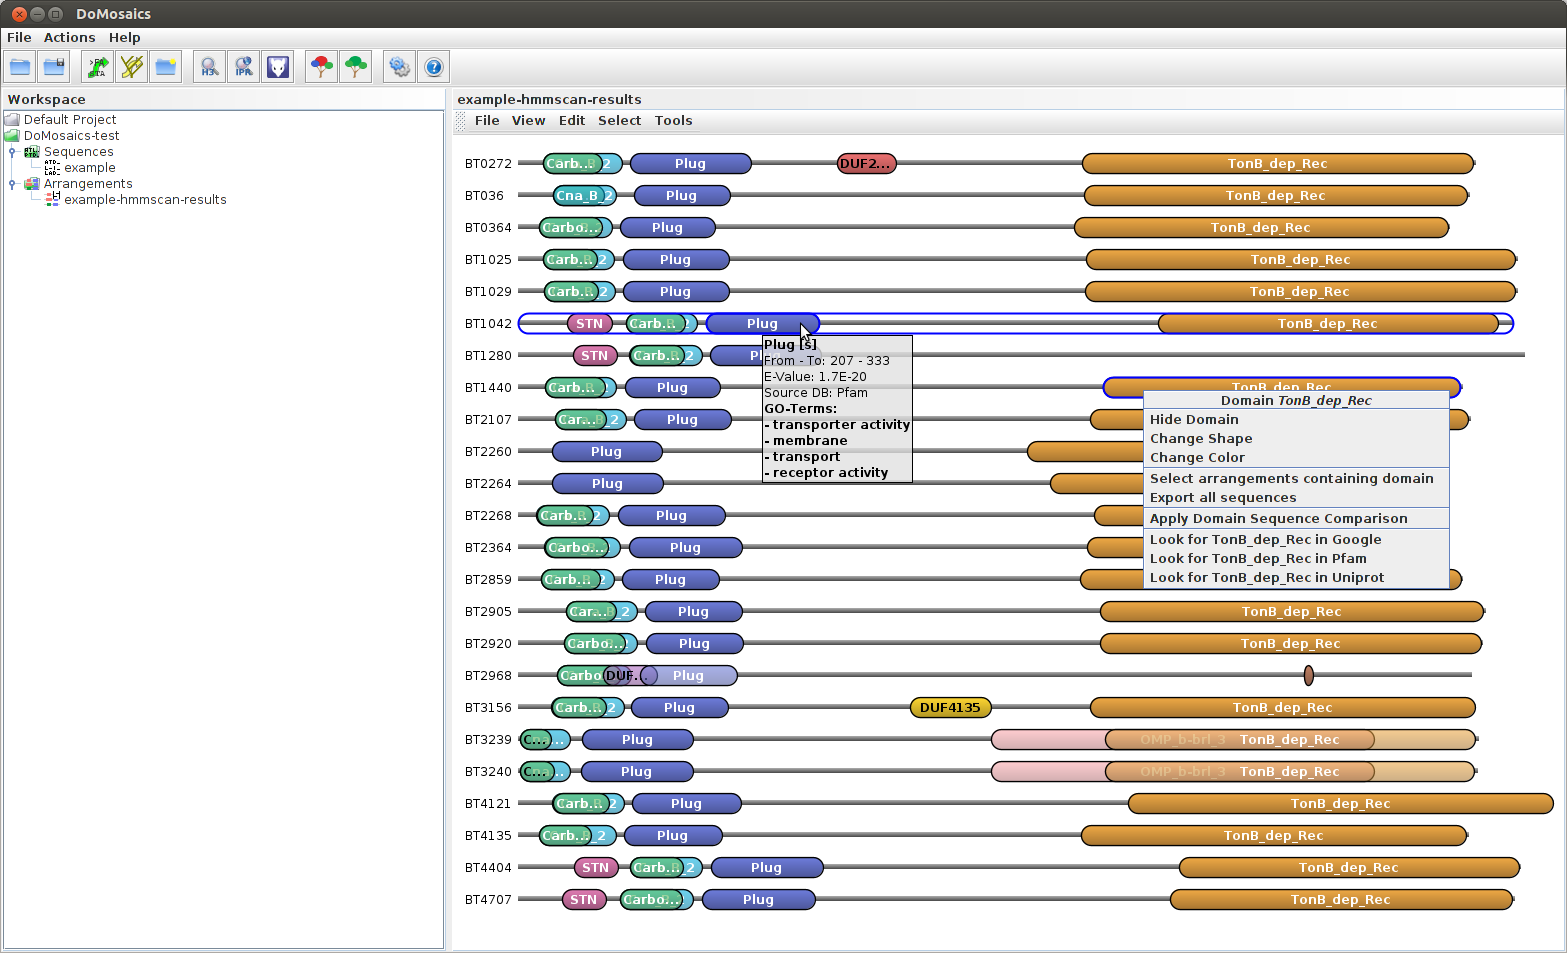 DoMosaics
File Actions Help
>FA
STA
H3
IPR
?
Workspace
Default Project
DoMosaics-test
Sequences
example
Arrangements
example-hmmscan-results
example-hmmscan-results
File View Edit Select Tools
BT0272 Carb... 2 Plug DUF2... TonB_dep_Rec
BT036 Cna_B_2 Plug TonB_dep_Rec
BT0364 Carbo... Plug TonB_dep_Rec
BT1025 Carb... 2 Plug TonB_dep_Rec
BT1029 Carb... 2 Plug TonB_dep_Rec
BT1042 STN Carb... 2 Plug TonB_dep_Rec
BT1280 STN Carb... 2
BT1440 Carb... Plug TonB_dep_Rec
BT2107 Car... 2 Plug
BT2260 Plug
BT2264 Plug
BT2268 Carb... 2 Plug
BT2364 Carbo... Plug
BT2859 Carb... 2 Plug
BT2905 Car... 2 Plug TonB_dep_Rec
BT2920 Carbo... Plug TonB_dep_Rec
BT2968 Carbo DUF... Plug
BT3156 Carb... 2 Plug DUF4135 TonB_dep_Rec
BT3239 C... Plug OMP_b-brl_3 TonB_dep_Rec
BT3240 C... Plug OMP_b-brl_3 TonB_dep_Rec
BT4121 Carb... 2 Plug TonB_dep_Rec
BT4135 Carb... 2 Plug TonB_dep_Rec
BT4404 STN Carb... 2 Plug TonB_dep_Rec
BT4707 STN Carbo... Plug TonB_dep_Rec
Plug [s]
From - To: 207 - 333
E-Value: 1.7E-20
Source DB: Pfam
GO-Terms:
- transporter activity
- membrane
- transport
- receptor activity
Domain TonB_dep_Rec
Hide Domain
Change Shape
Change Color
Select arrangements containing domain
Export all sequences
Apply Domain Sequence Comparison
Look for TonB_dep_Rec in Google
Look for TonB_dep_Rec in Pfam
Look for TonB_dep_Rec in Uniprot